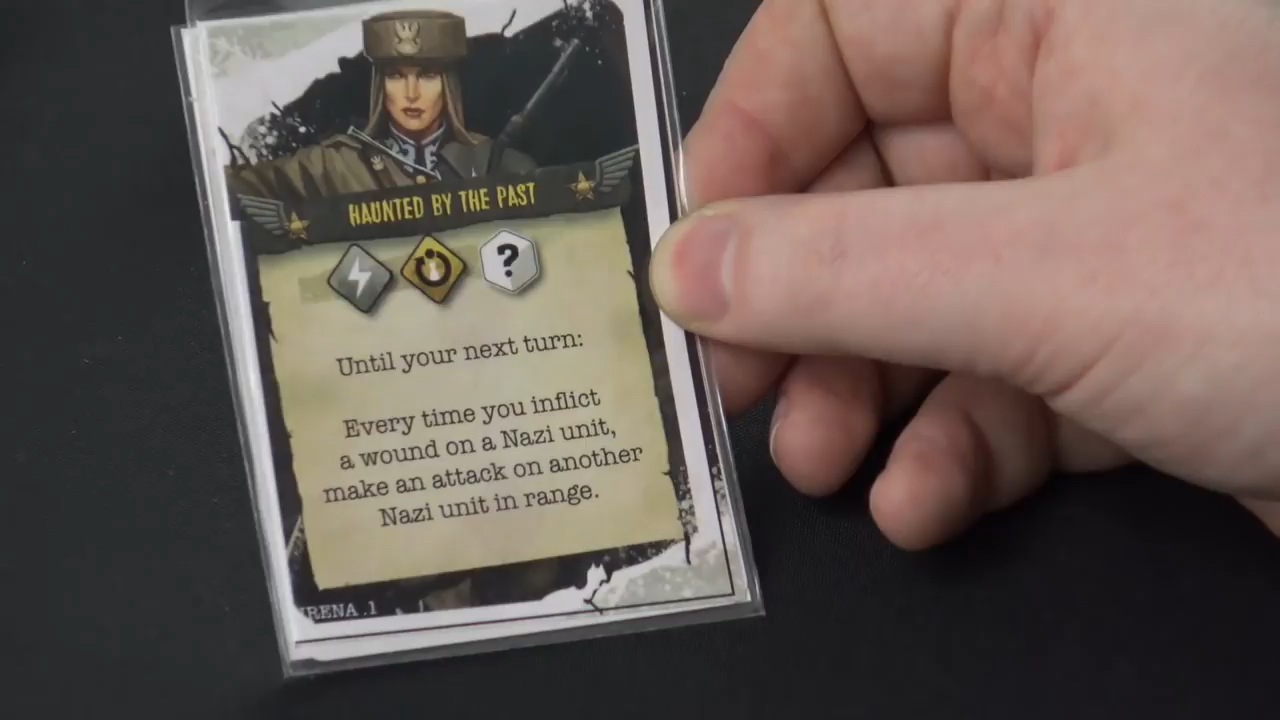 HAUNTED BY THE PAST
?
Until your next turn:
Every time you inflict
a wound on a Nazi unit,
make an attack on another
Nazi unit in range.
IRENA .1